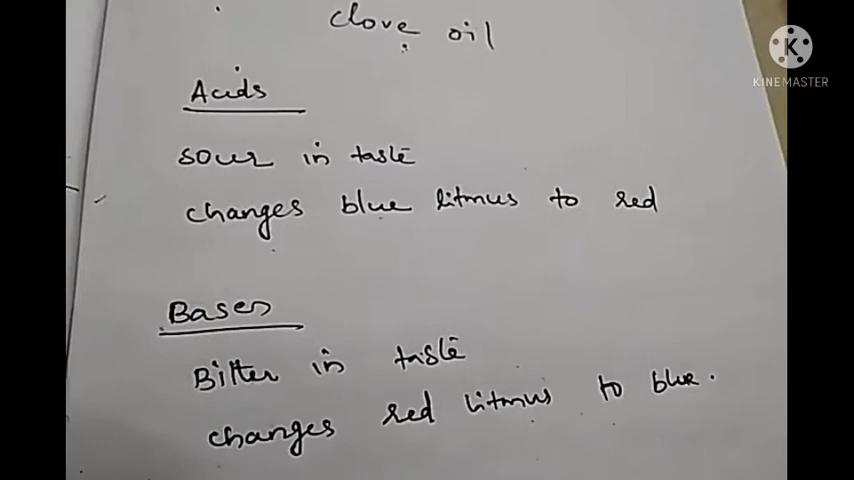 clove oil
Acids
sour in taste
changes blue litmus to red
Bases
Bitter in taste
changes red litmus to blue.
K
KINEMASTER